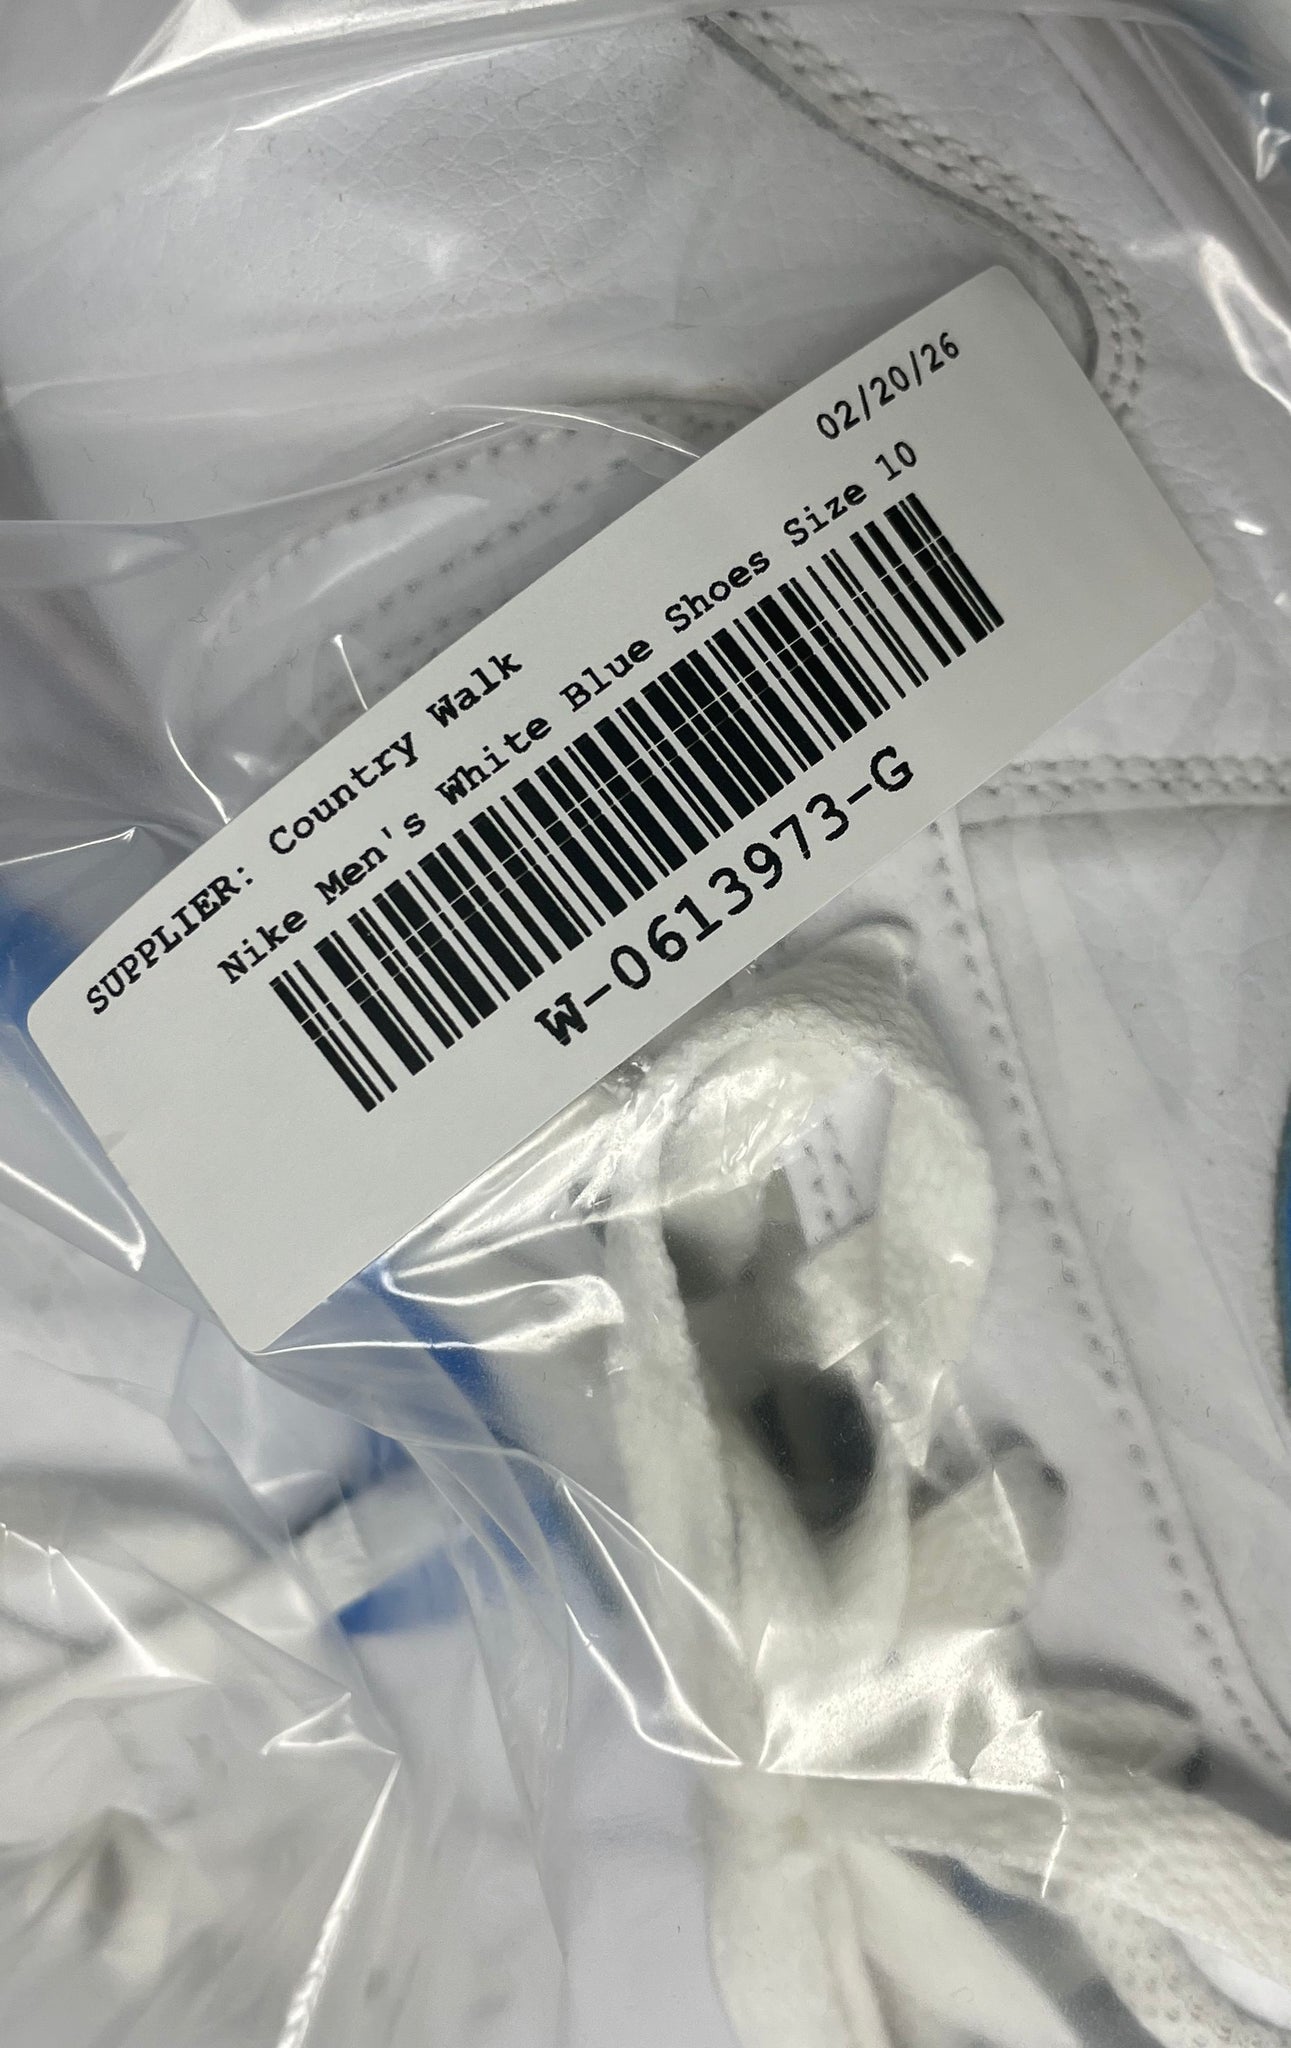 02/20/26
SUPPLIER: Country Walk
Nike Men's White Blue Shoes Size 10
W-0613973-G